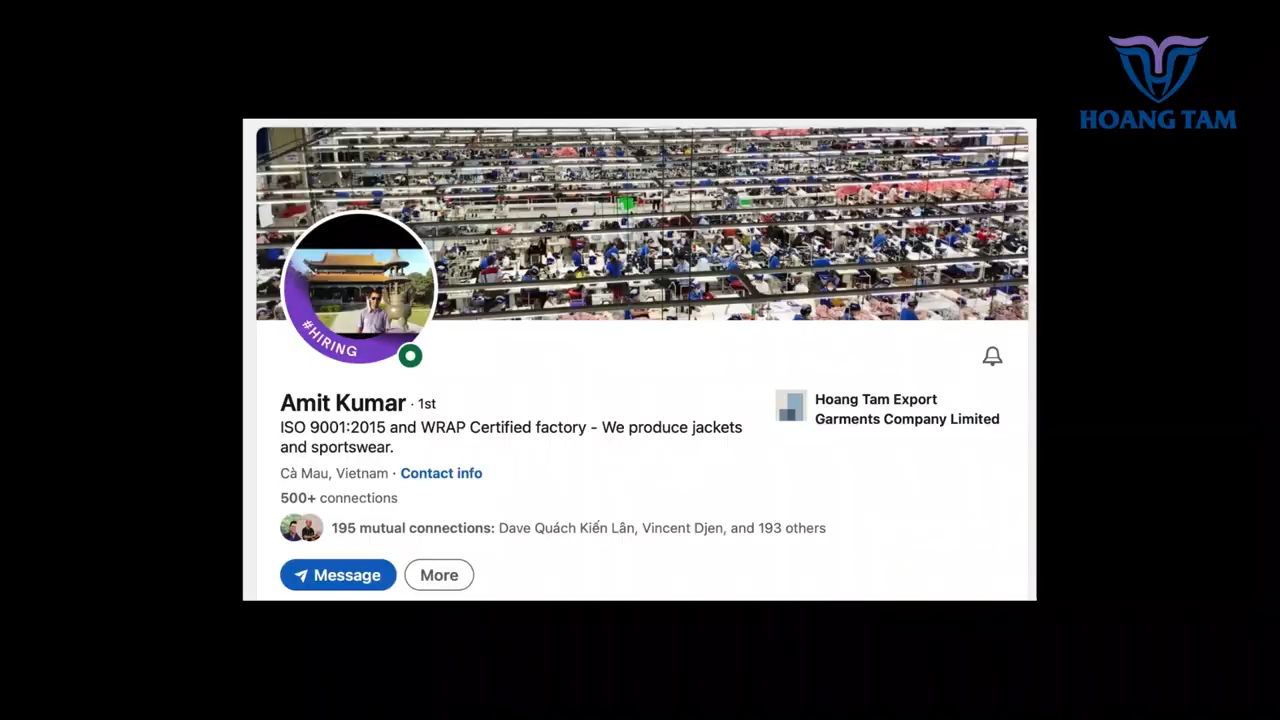 HOANG TAM
#HIRING
Amit Kumar · 1st
ISO 9001:2015 and WRAP Certified factory - We produce jackets
and sportswear.
Cà Mau, Vietnam · Contact info
500+ connections
195 mutual connections: Dave Quách Kiến Lân, Vincent Djen, and 193 others
Message
More
Hoang Tam Export
Garments Company Limited